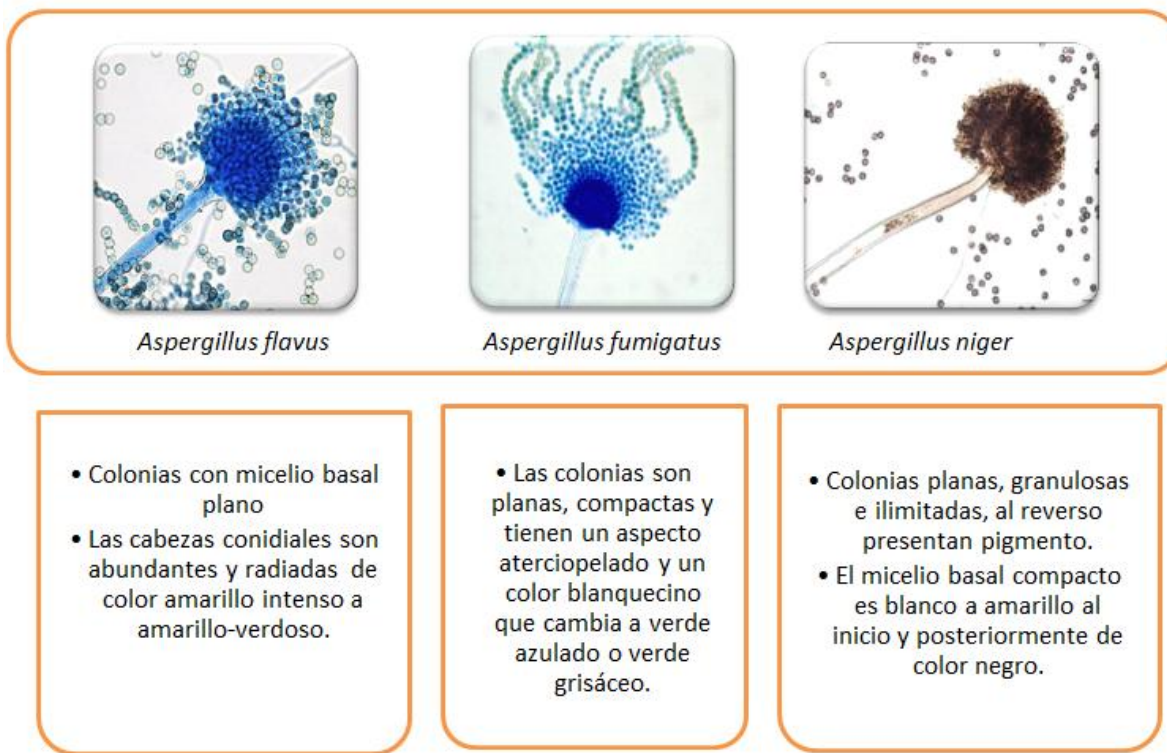 Aspergillus flavus
Aspergillus fumigatus
Aspergillus niger
• Colonias con micelio basal
plano
• Las cabezas conidiales son
abundantes y radiadas de
color amarillo intenso a
amarillo-verdoso.
• Las colonias son
planas, compactas y
tienen un aspecto
aterciopelado y un
color blanquecino
que cambia a verde
azulado o verde
grisáceo.
• Colonias planas, granulosas
e ilimitadas, al reverso
presentan pigmento.
• El micelio basal compacto
es blanco a amarillo al
inicio y posteriormente de
color negro.